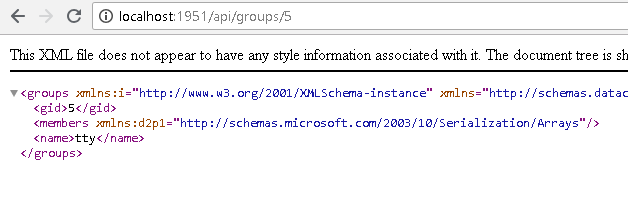 localhost:1951/api/groups/5
This XML file does not appear to have any style information associated with it. The document tree is sh
▼<groups xmlns:i="http://www.w3.org/2001/XMLSchema-instance" xmlns="http://schemas.datac
<gid>5</gid>
<members xmlns:d2p1="http://schemas.microsoft.com/2003/10/Serialization/Arrays"/>
<name>tty</name>
</groups>